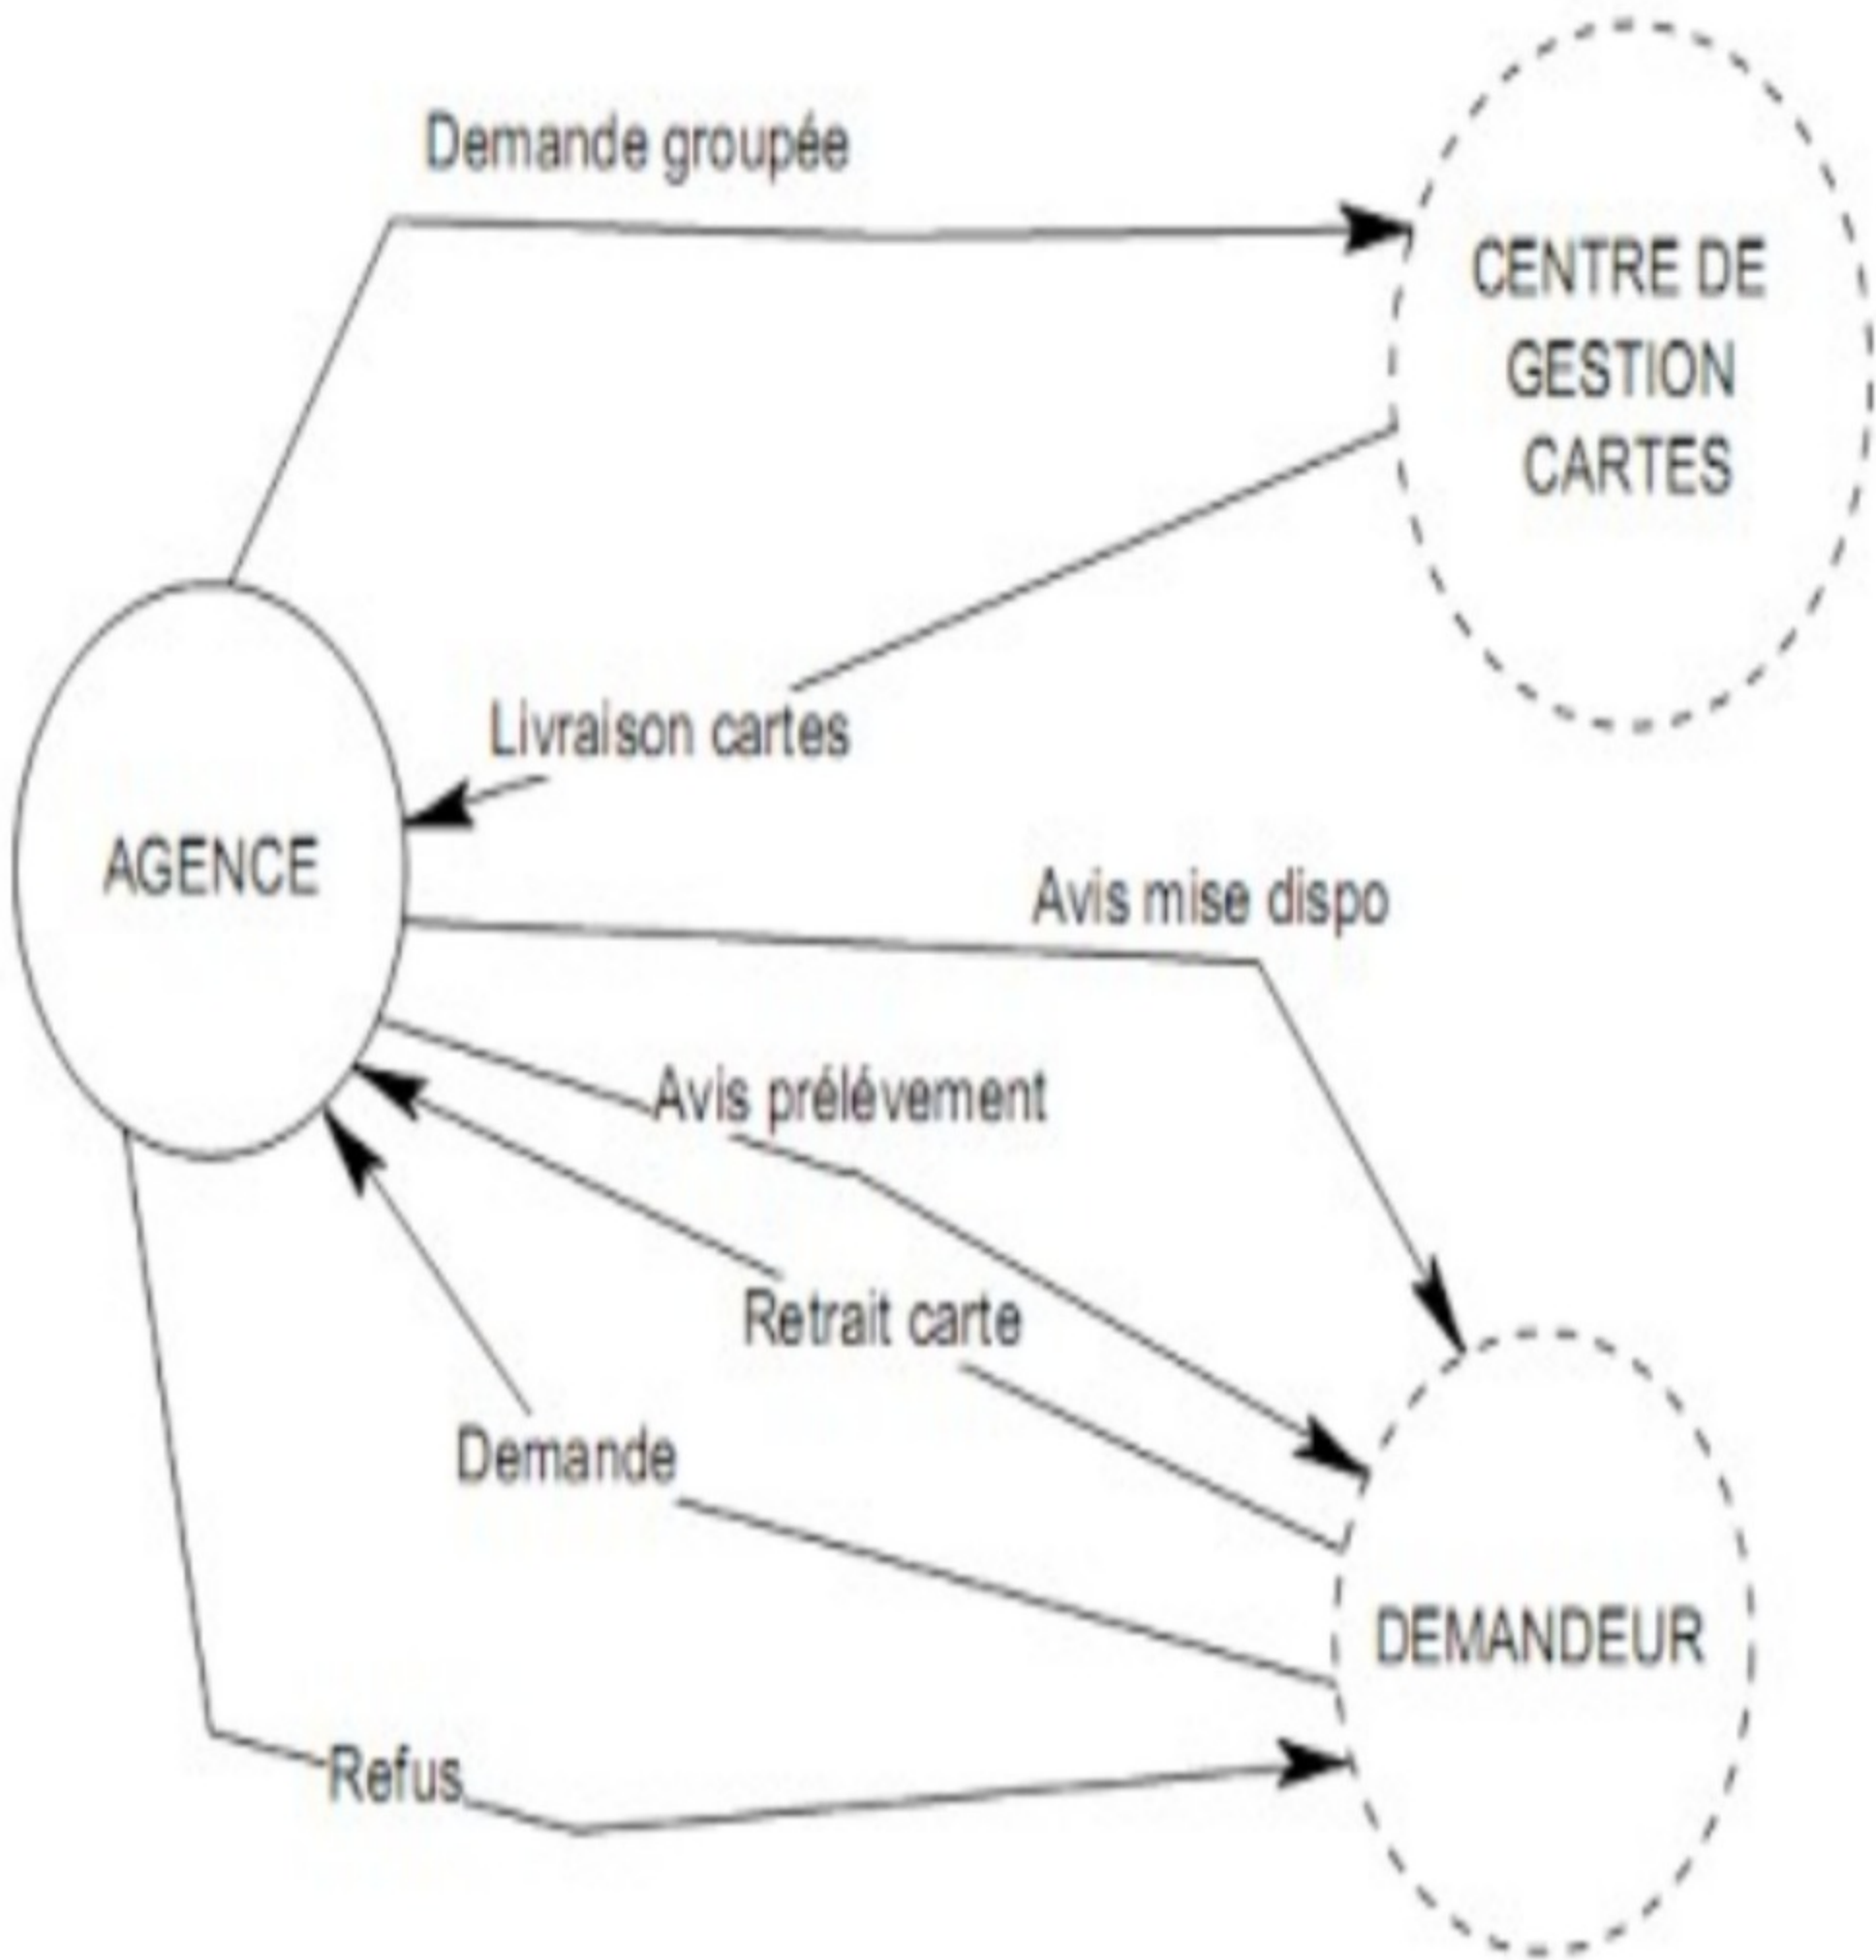 Demande groupée
CENTRE DE
GESTION
CARTES
Livraison cartes
AGENCE
Avis mise dispo
Avis prélévement
Retrait carte
Demande
DEMANDEUR
Refus